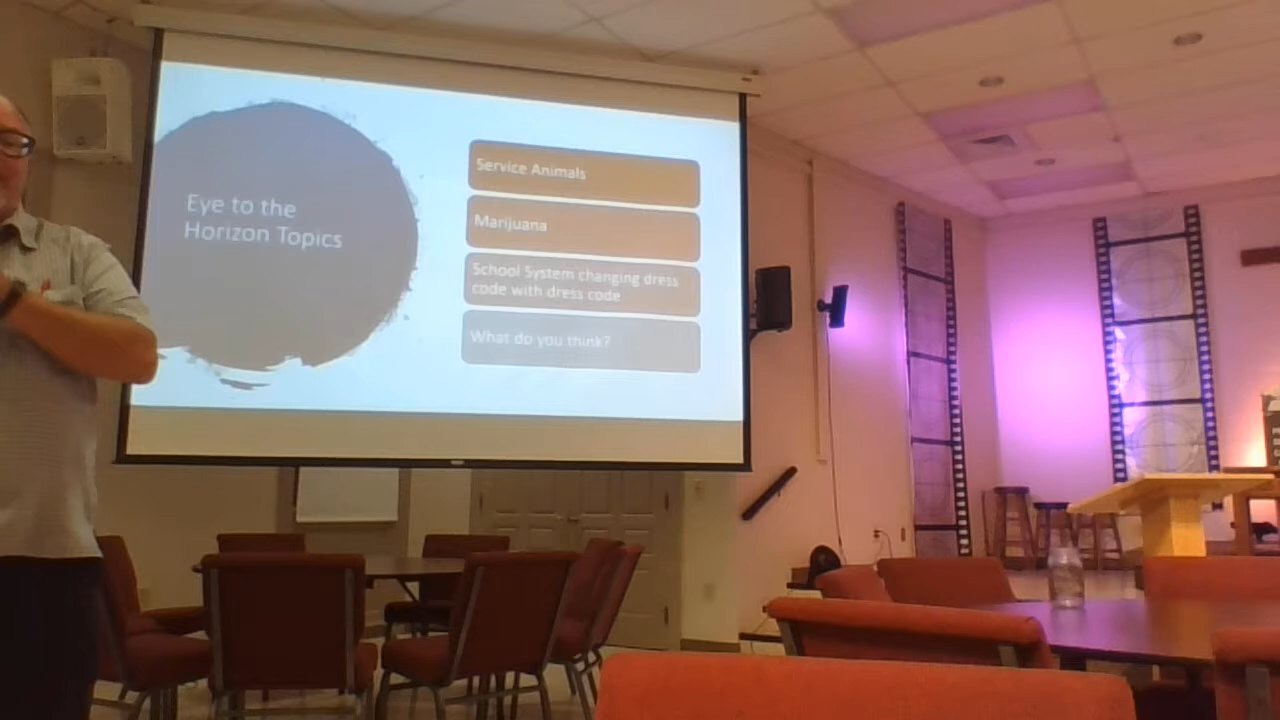 Eye to the
Horizon Topics
Service Animals
Marijuana
School System changing dress
code with dress code
What do you think?